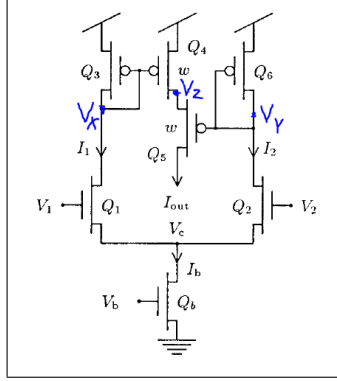 Q4
Q3 w Q6
Vz
Vx w Vy
I1 Q5 I2
V1 Q1 Iout Q2 V2
Vc
Ib
Vb Qb